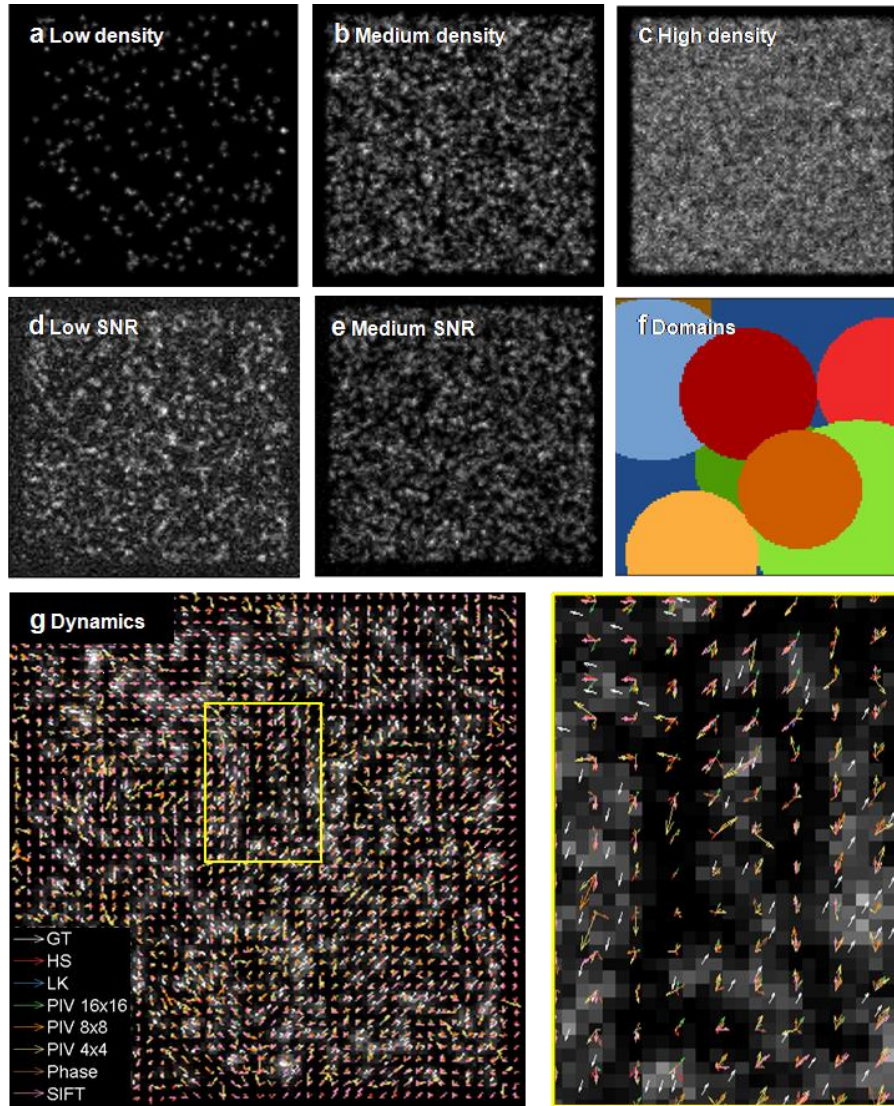 a Low density
b Medium density
c High density
d Low SNR
e Medium SNR
f Domains
g Dynamics
GT
HS
LK
PIV 16x16
PIV 8x8
PIV 4x4
Phase
SIFT